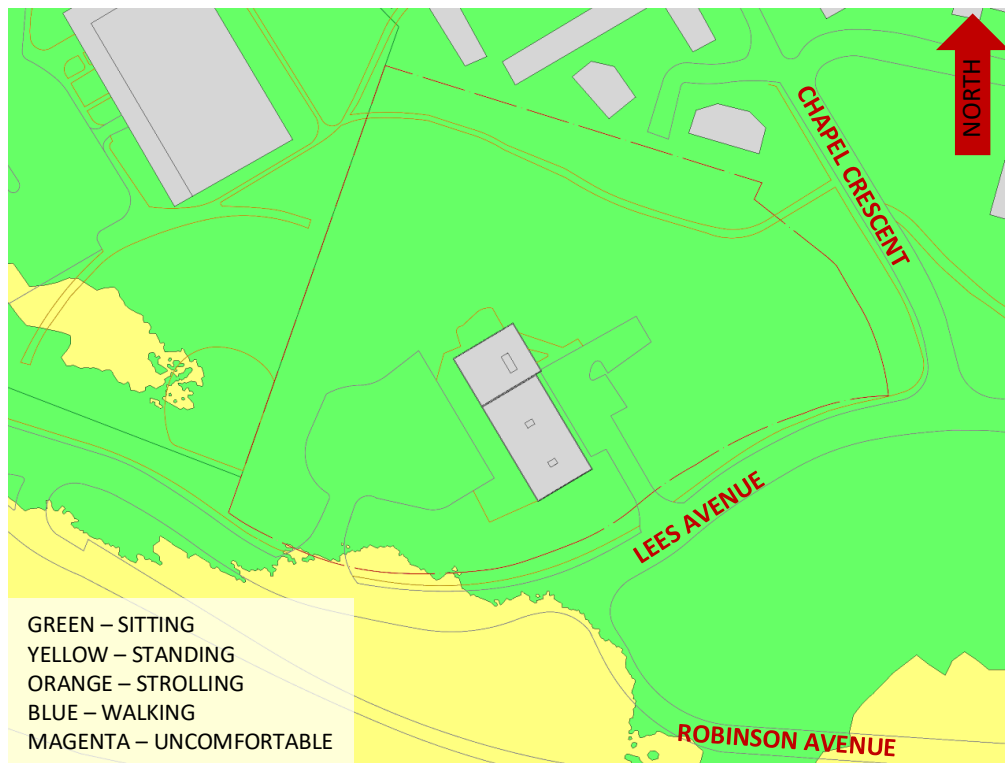 NORTH
CHAPEL CRESCENT
LEES AVENUE
ROBINSON AVENUE
GREEN – SITTING
YELLOW – STANDING
ORANGE – STROLLING
BLUE – WALKING
MAGENTA – UNCOMFORTABLE